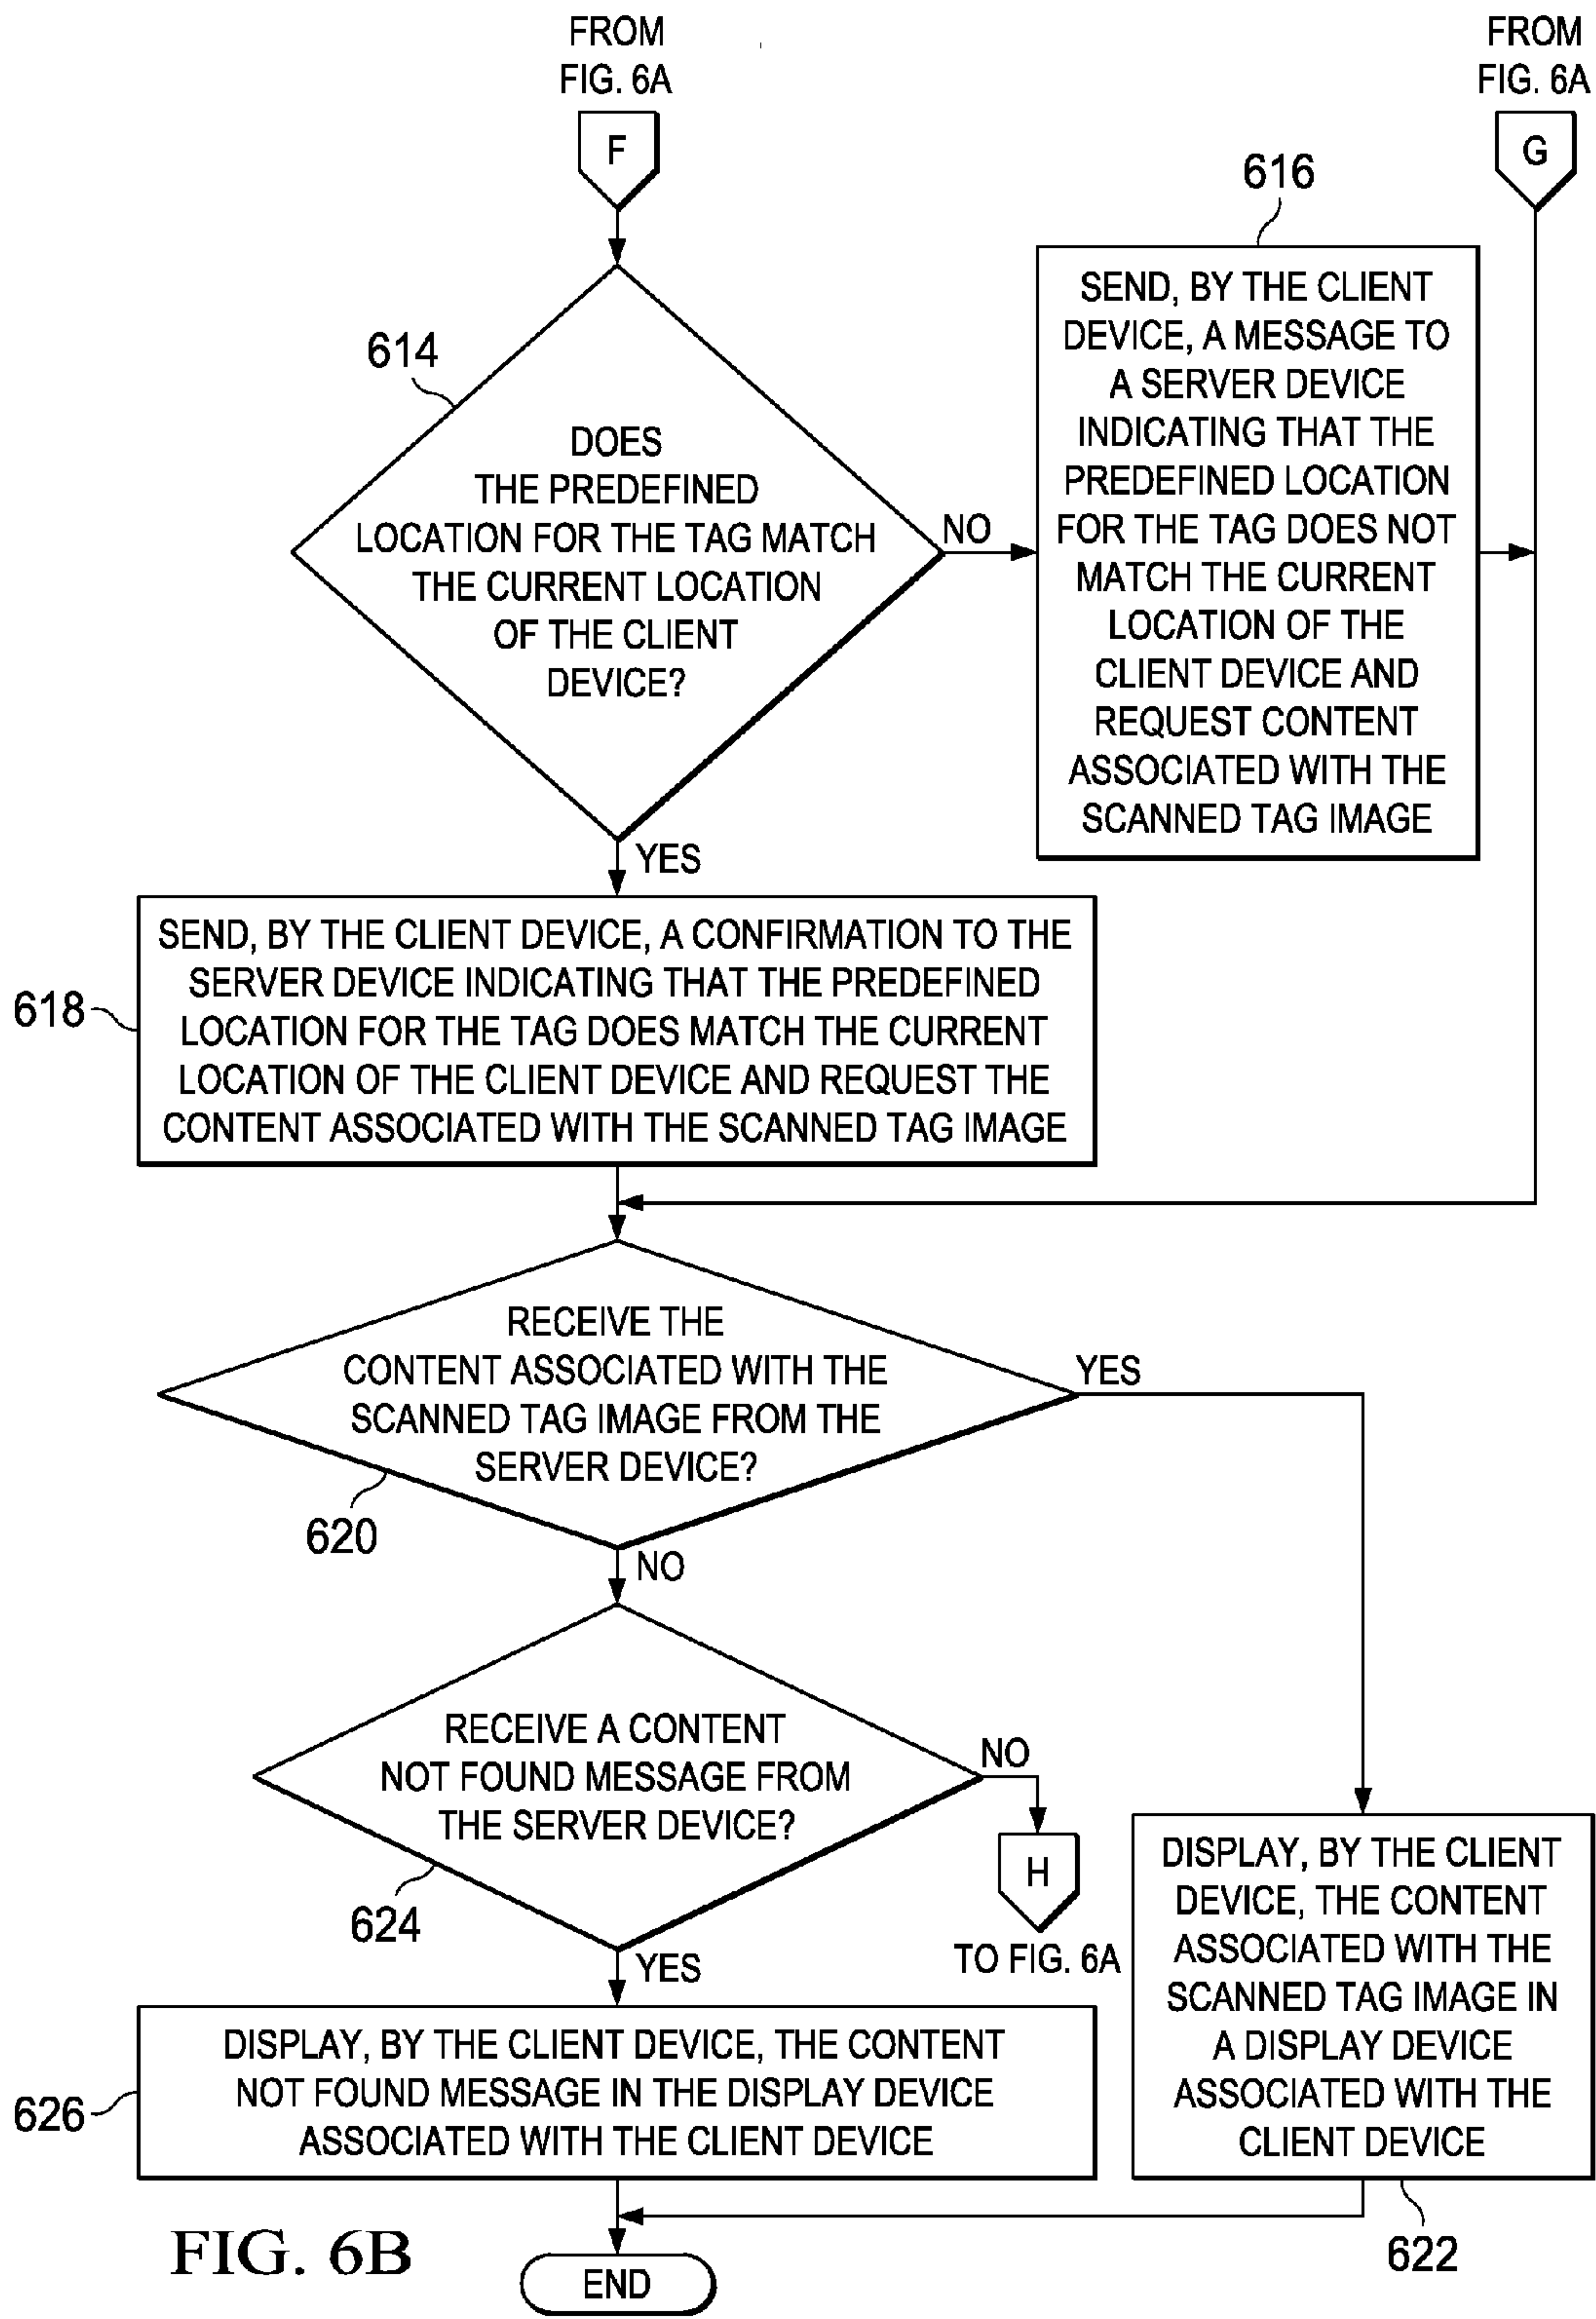 FROM
FIG. 6A
F
FROM
FIG. 6A
G
616
SEND, BY THE CLIENT
DEVICE, A MESSAGE TO
A SERVER DEVICE
INDICATING THAT THE
PREDEFINED LOCATION
FOR THE TAG DOES NOT
MATCH THE CURRENT
LOCATION OF THE
CLIENT DEVICE AND
REQUEST CONTENT
ASSOCIATED WITH THE
SCANNED TAG IMAGE
614
DOES
THE PREDEFINED
LOCATION FOR THE TAG MATCH
THE CURRENT LOCATION
OF THE CLIENT
DEVICE?
NO
YES
618
SEND, BY THE CLIENT DEVICE, A CONFIRMATION TO THE
SERVER DEVICE INDICATING THAT THE PREDEFINED
LOCATION FOR THE TAG DOES MATCH THE CURRENT
LOCATION OF THE CLIENT DEVICE AND REQUEST THE
CONTENT ASSOCIATED WITH THE SCANNED TAG IMAGE
RECEIVE THE
CONTENT ASSOCIATED WITH THE
SCANNED TAG IMAGE FROM THE
SERVER DEVICE?
YES
620
NO
RECEIVE A CONTENT
NOT FOUND MESSAGE FROM
THE SERVER DEVICE?
NO
H
TO FIG. 6A
624
YES
DISPLAY, BY THE CLIENT
DEVICE, THE CONTENT
ASSOCIATED WITH THE
SCANNED TAG IMAGE IN
A DISPLAY DEVICE
ASSOCIATED WITH THE
CLIENT DEVICE
622
626
DISPLAY, BY THE CLIENT DEVICE, THE CONTENT
NOT FOUND MESSAGE IN THE DISPLAY DEVICE
ASSOCIATED WITH THE CLIENT DEVICE
FIG. 6B
END